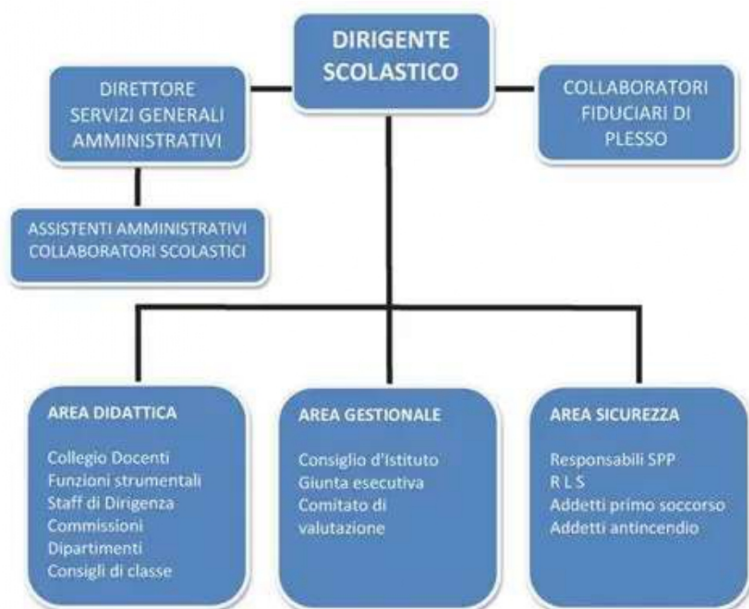 DIRIGENTE
SCOLASTICO
DIRETTORE
SERVIZI GENERALI
AMMINISTRATIVI
COLLABORATORI
FIDUCIARI DI
PLESSO
ASSISTENTI AMMINISTRATIVI
COLLABORATORI SCOLASTICI
AREA DIDATTICA
Collegio Docenti
Funzioni strumentali
Staff di Dirigenza
Commissioni
Dipartimenti
Consigli di classe
AREA GESTIONALE
Consiglio d'Istituto
Giunta esecutiva
Comitato di
valutazione
AREA SICUREZZA
Responsabili SPP
R L S
Addetti primo soccorso
Addetti antincendio